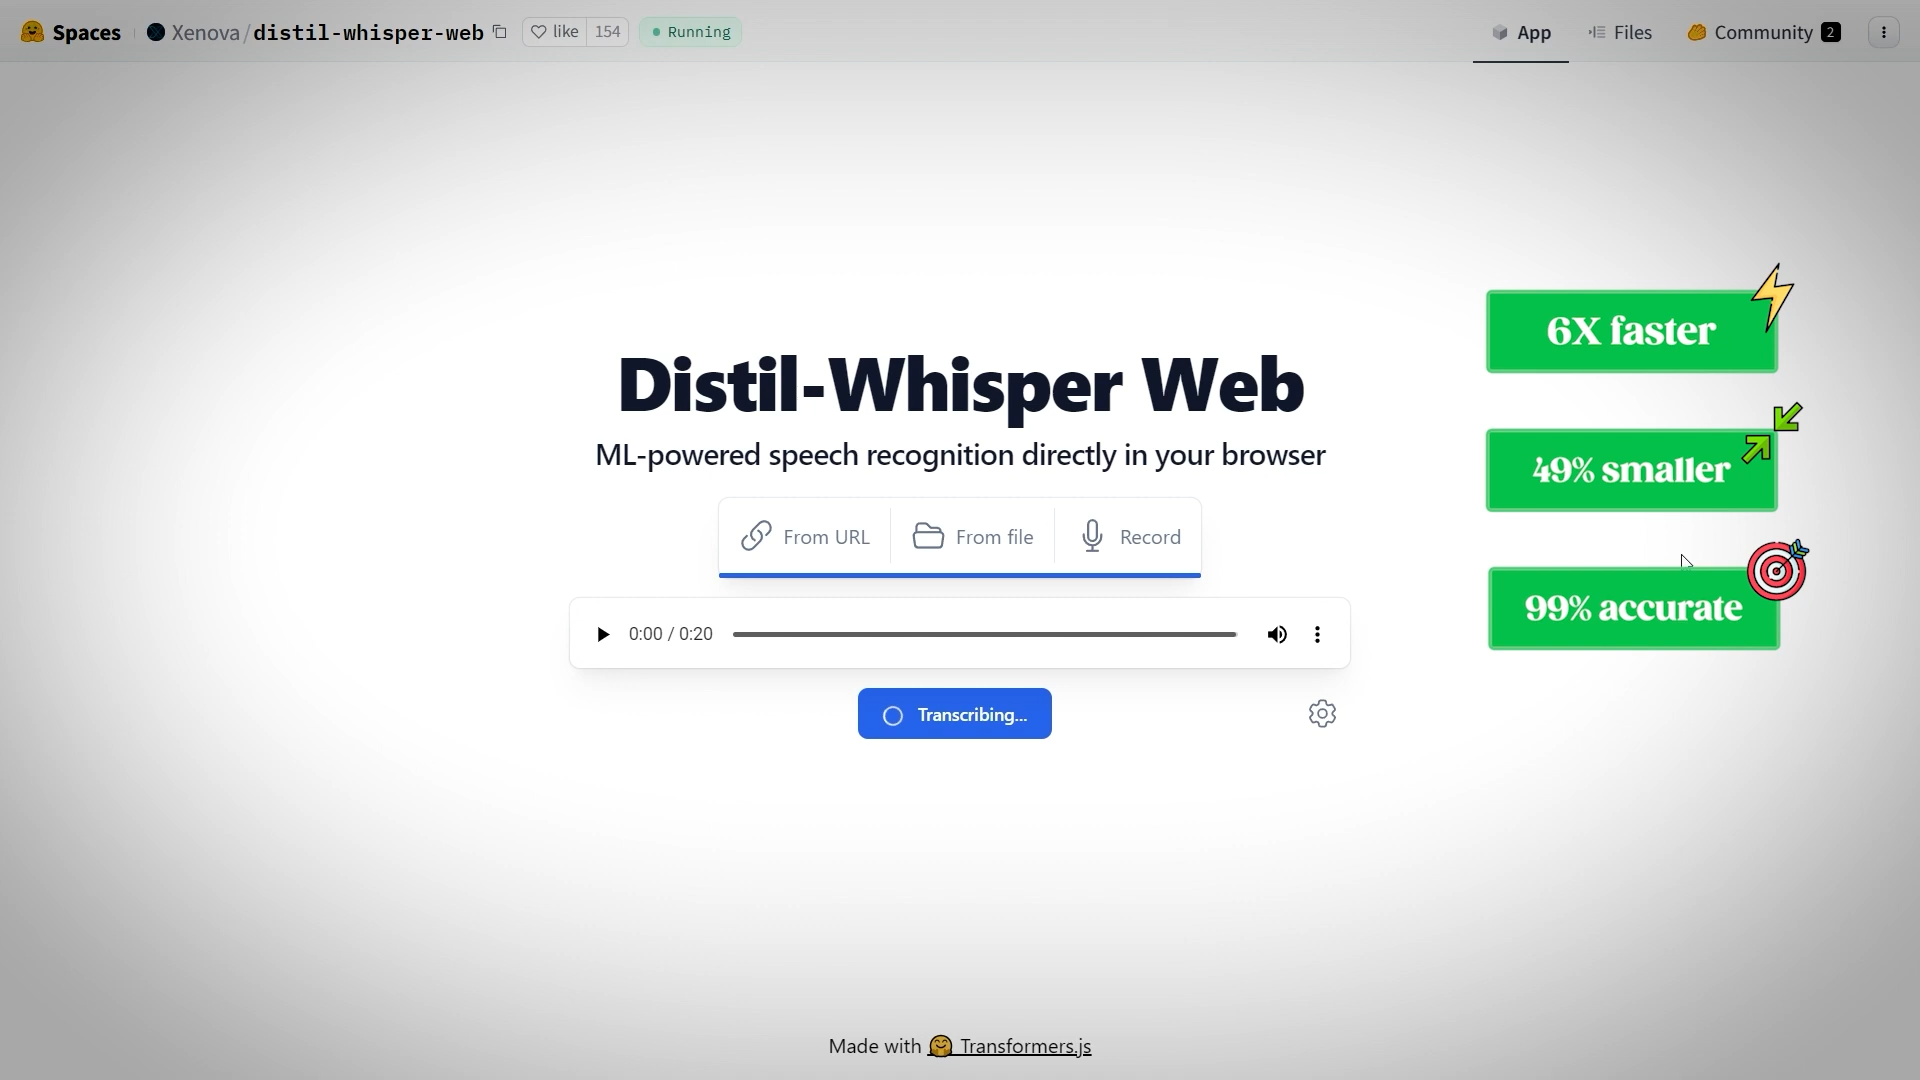 Spaces Xenova/distil-whisper-web like 154 Running
App Files Community 2
6X faster
Distil-Whisper Web
ML-powered speech recognition directly in your browser
49% smaller
From URL From file Record
99% accurate
0:00 / 0:20
Transcribing...
Made with Transformers.js